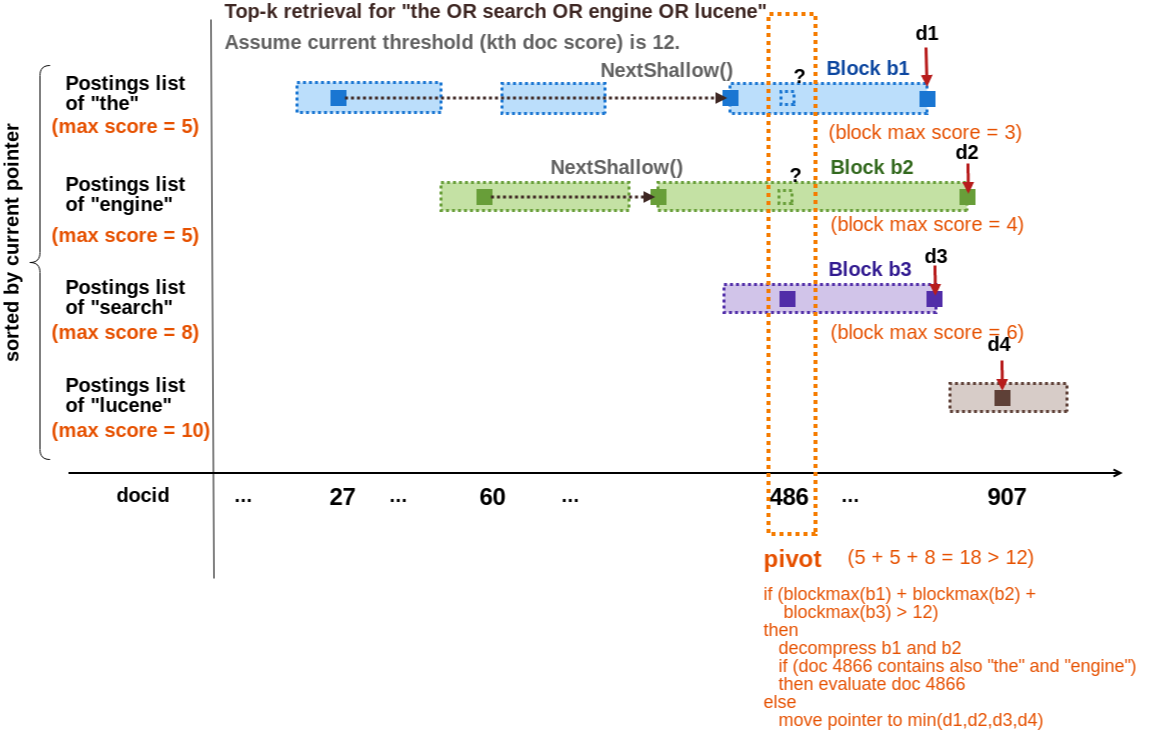 Top-k retrieval for "the OR search OR engine OR lucene"
Assume current threshold (kth doc score) is 12.
d1
NextShallow()
?
Block b1
Postings list
of "the"
(max score = 5)
(block max score = 3)
d2
NextShallow()
?
Block b2
Postings list
of "engine"
(max score = 5)
(block max score = 4)
d3
Block b3
Postings list
of "search"
(max score = 8)
(block max score = 6)
d4
Postings list
of "lucene"
(max score = 10)
sorted by current pointer
docid
...
27
...
60
...
486
...
907
pivot
(5 + 5 + 8 = 18 > 12)
if (blockmax(b1) + blockmax(b2) +
blockmax(b3) > 12)
then
decompress b1 and b2
if (doc 4866 contains also "the" and "engine")
then evaluate doc 4866
else
move pointer to min(d1,d2,d3,d4)